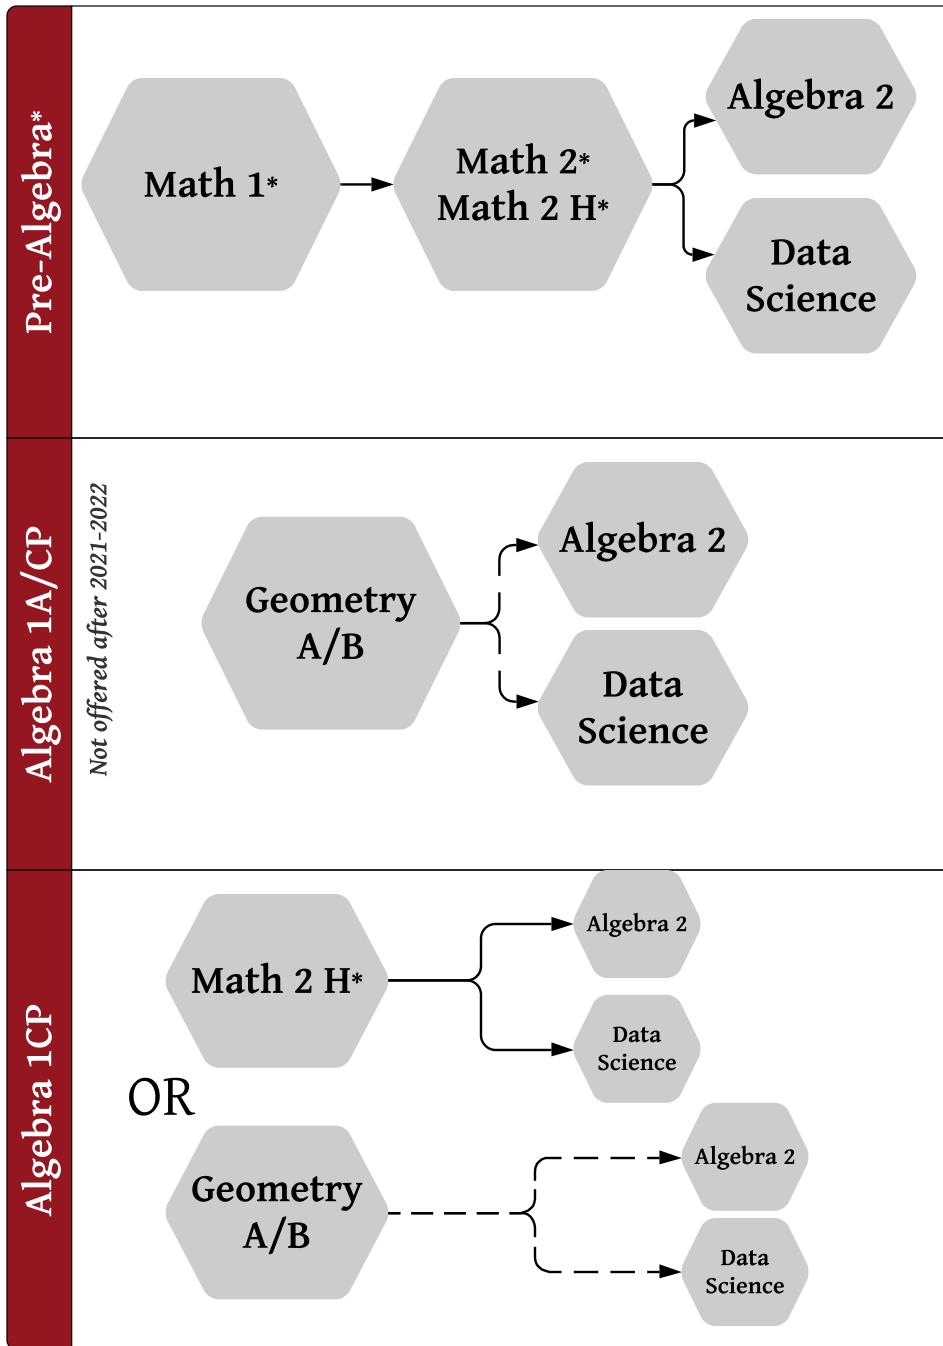 Pre-Algebra*
Math 1*
Math 2*
Math 2 H*
Algebra 2
Data
Science
Algebra 1A/CP
Not offered after 2021-2022
Geometry
A/B
Algebra 2
Data
Science
Algebra 1CP
Math 2 H*
Algebra 2
Data
Science
OR
Geometry
A/B
Algebra 2
Data
Science